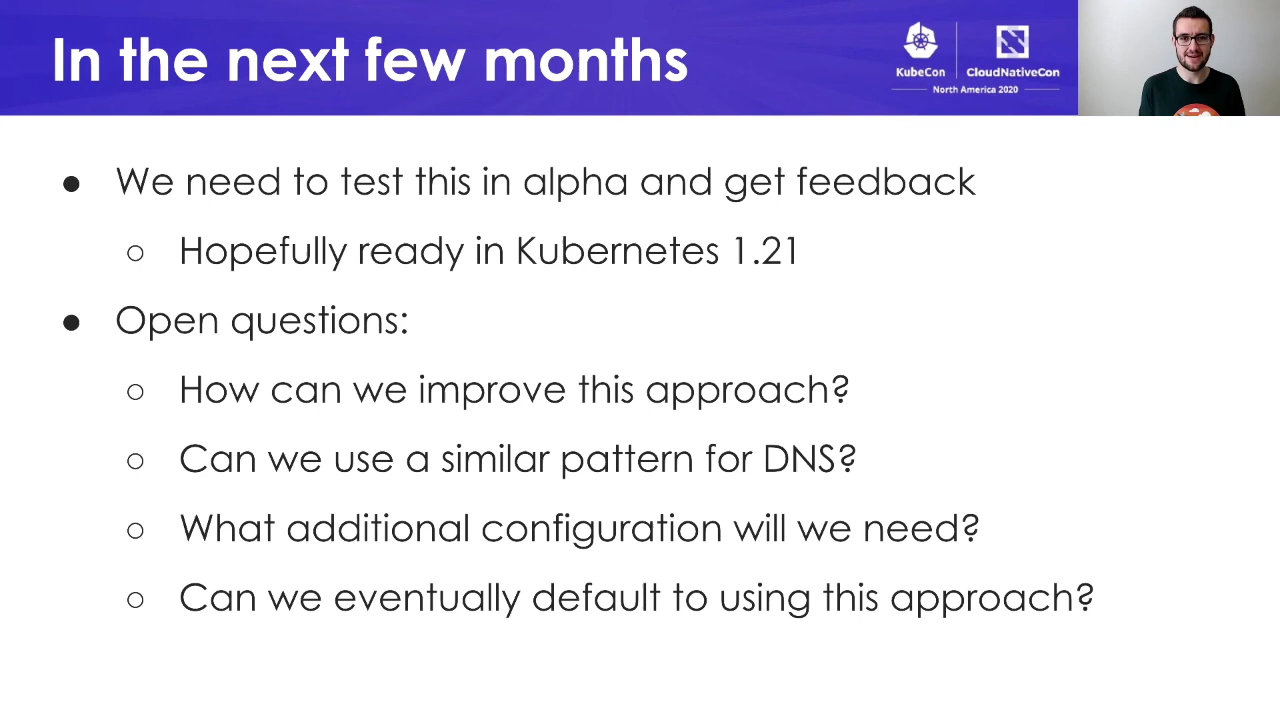 In the next few months
KubeCon
CloudNativeCon
North America 2020
● We need to test this in alpha and get feedback
○ Hopefully ready in Kubernetes 1.21
● Open questions:
○ How can we improve this approach?
○ Can we use a similar pattern for DNS?
○ What additional configuration will we need?
○ Can we eventually default to using this approach?